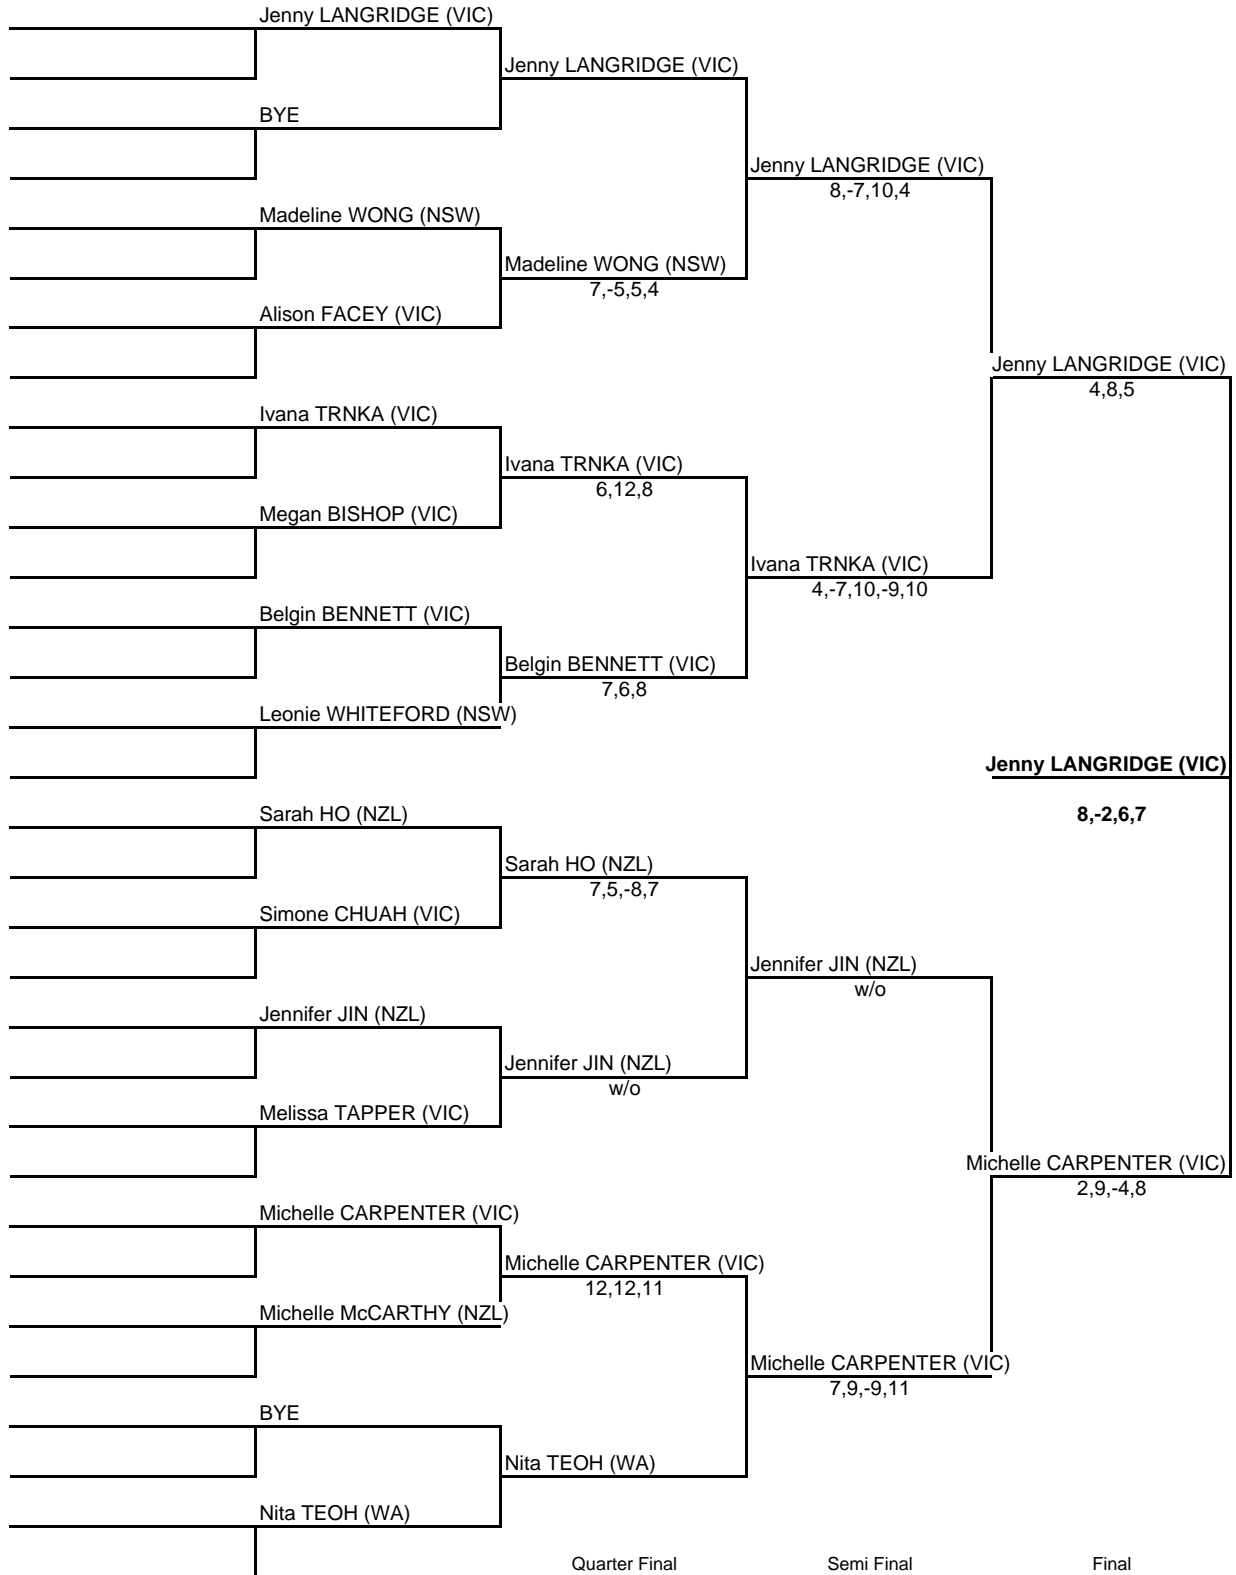 Jenny LANGRIDGE (VIC)
Jenny LANGRIDGE (VIC)
BYE
Jenny LANGRIDGE (VIC)
8,-7,10,4
Madeline WONG (NSW)
Madeline WONG (NSW)
7,-5,5,4
Alison FACEY (VIC)
Jenny LANGRIDGE (VIC)
4,8,5
Ivana TRNKA (VIC)
Ivana TRNKA (VIC)
6,12,8
Megan BISHOP (VIC)
Ivana TRNKA (VIC)
4,-7,10,-9,10
Belgin BENNETT (VIC)
Belgin BENNETT (VIC)
7,6,8
Leonie WHITEFORD (NSW)
Jenny LANGRIDGE (VIC)
8,-2,6,7
Sarah HO (NZL)
Sarah HO (NZL)
7,5,-8,7
Simone CHUAH (VIC)
Jennifer JIN (NZL)
w/o
Jennifer JIN (NZL)
Jennifer JIN (NZL)
w/o
Melissa TAPPER (VIC)
Michelle CARPENTER (VIC)
2,9,-4,8
Michelle CARPENTER (VIC)
Michelle CARPENTER (VIC)
12,12,11
Michelle McCARTHY (NZL)
Michelle CARPENTER (VIC)
7,9,-9,11
BYE
Nita TEOH (WA)
Nita TEOH (WA)
Quarter Final Semi Final Final